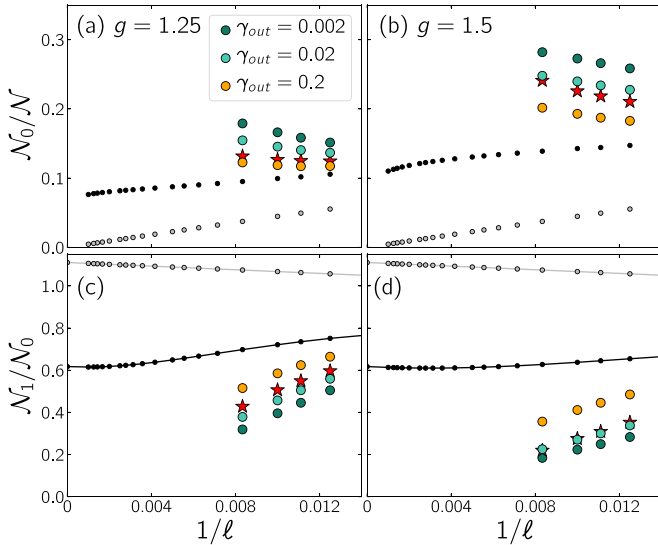 (a) g = 1.25
γout = 0.002
γout = 0.02
γout = 0.2
(b) g = 1.5
𝒩0/𝒩
0.3
0.2
0.1
0.0
(c)
(d)
𝒩1/𝒩0
1.0
0.8
0.6
0.4
0.2
0.0
0.000 0.004 0.008 0.012
0.000 0.004 0.008 0.012
1/ℓ
1/ℓ